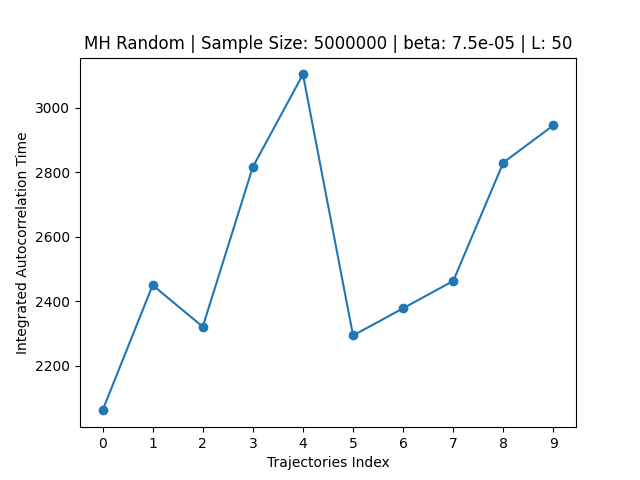 MH Random | Sample Size: 5000000 | beta: 7.5e-05 | L: 50
Integrated Autocorrelation Time
3000
2800
2600
2400
2200
0 1 2 3 4 5 6 7 8 9
Trajectories Index